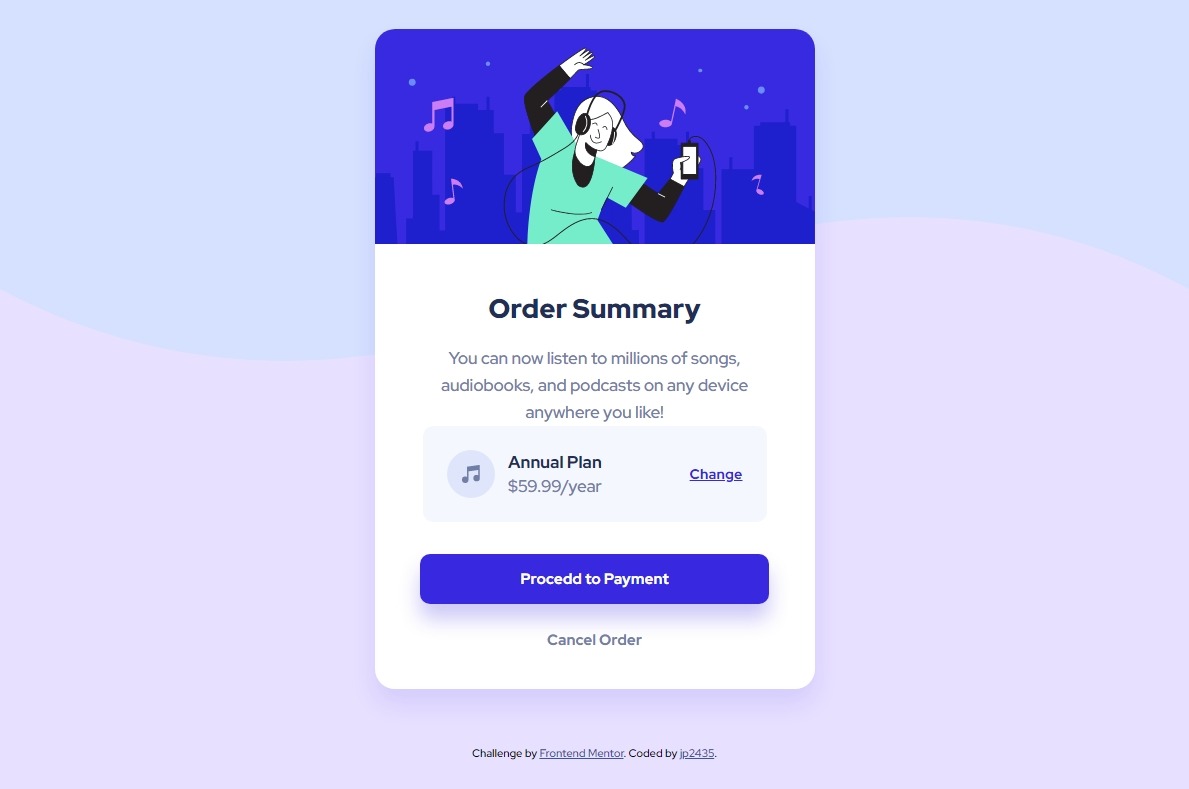 Order Summary
You can now listen to millions of songs,
audiobooks, and podcasts on any device
anywhere you like!
Annual Plan
$59.99/year
Change
Procedd to Payment
Cancel Order
Challenge by Frontend Mentor. Coded by jp2435.